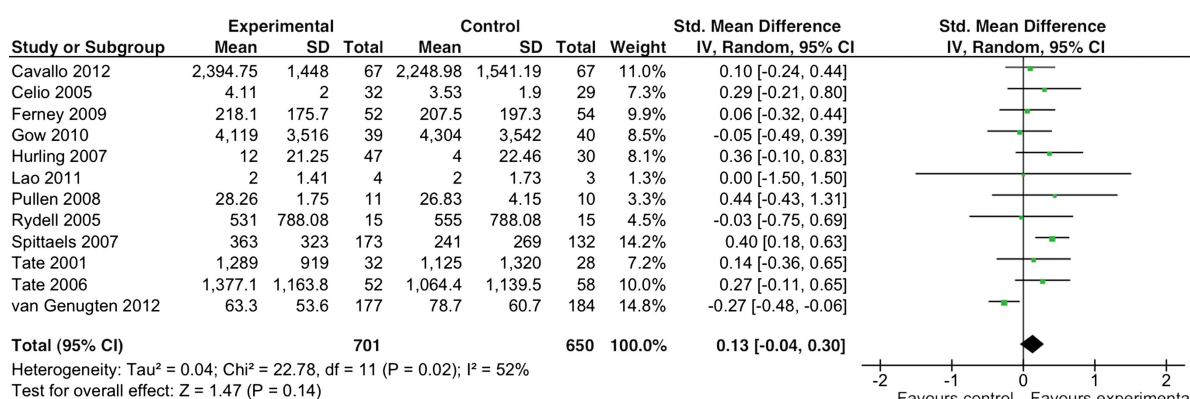 Experimental Control Std. Mean Difference Std. Mean Difference
Study or Subgroup Mean SD Total Mean SD Total Weight IV, Random, 95% CI IV, Random, 95% CI
Cavallo 2012 2,394.75 1,448 67 2,248.98 1,541.19 67 11.0% 0.10 [-0.24, 0.44]
Celio 2005 4.11 2 32 3.53 1.9 29 7.3% 0.29 [-0.21, 0.80]
Ferney 2009 218.1 175.7 52 207.5 197.3 54 9.9% 0.06 [-0.32, 0.44]
Gow 2010 4,119 3,516 39 4,304 3,542 40 8.5% -0.05 [-0.49, 0.39]
Hurling 2007 12 21.25 47 4 22.46 30 8.1% 0.36 [-0.10, 0.83]
Lao 2011 2 1.41 4 2 1.73 3 1.3% 0.00 [-1.50, 1.50]
Pullen 2008 28.26 1.75 11 26.83 4.15 10 3.3% 0.44 [-0.43, 1.31]
Rydell 2005 531 788.08 15 555 788.08 15 4.5% -0.03 [-0.75, 0.69]
Spittaels 2007 363 323 173 241 269 132 14.2% 0.40 [0.18, 0.63]
Tate 2001 1,289 919 32 1,125 1,320 28 7.2% 0.14 [-0.36, 0.65]
Tate 2006 1,377.1 1,163.8 52 1,064.4 1,139.5 58 10.0% 0.27 [-0.11, 0.65]
van Genugten 2012 63.3 53.6 177 78.7 60.7 184 14.8% -0.27 [-0.48, -0.06]
Total (95% CI) 701 650 100.0% 0.13 [-0.04, 0.30]
Heterogeneity: Tau² = 0.04; Chi² = 22.78, df = 11 (P = 0.02); I² = 52%
Test for overall effect: Z = 1.47 (P = 0.14)
-2 -1 0 1 2
Favours control Favours experimenta